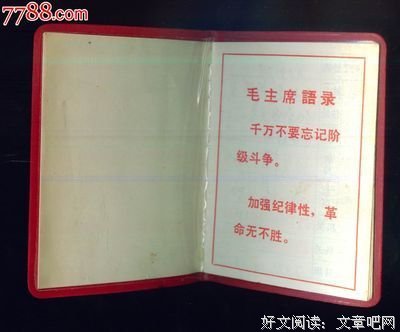 7788.com
毛主席語录
千万不要忘记阶
级斗争。
加强纪律性，革
命无不胜。
好文阅读：文章吧网